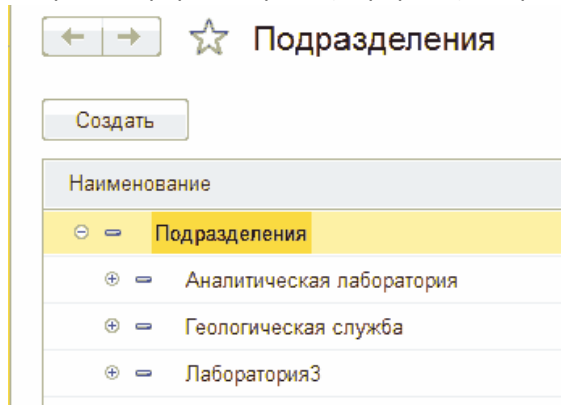 Подразделения
Создать
Наименование
Подразделения
Аналитическая лаборатория
Геологическая служба
Лаборатория3